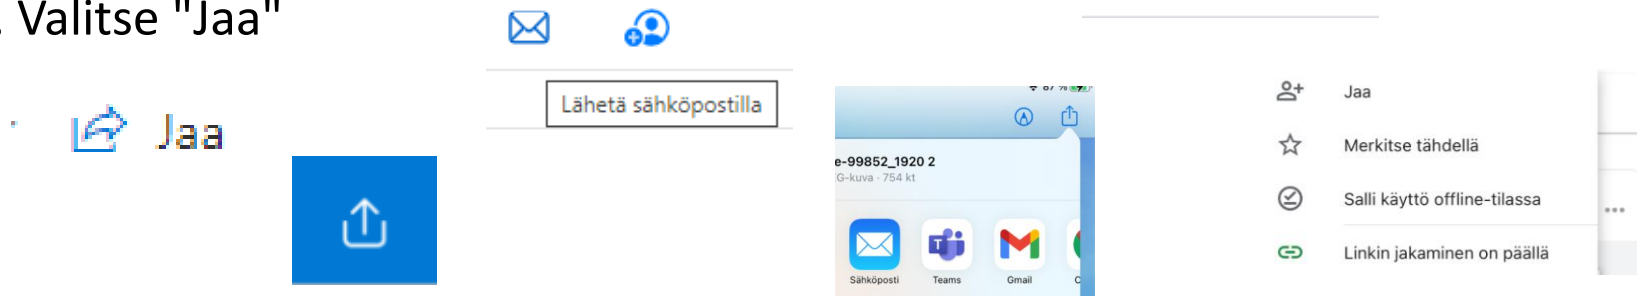 . Valitse "Jaa"
Jaa
Lähetä sähköpostilla
87 %
e-99852_1920 2
G-kuva · 754 kt
Sähköposti
Teams
Gmail
Jaa
Merkitse tähdellä
Salli käyttö offline-tilassa
Linkin jakaminen on päällä